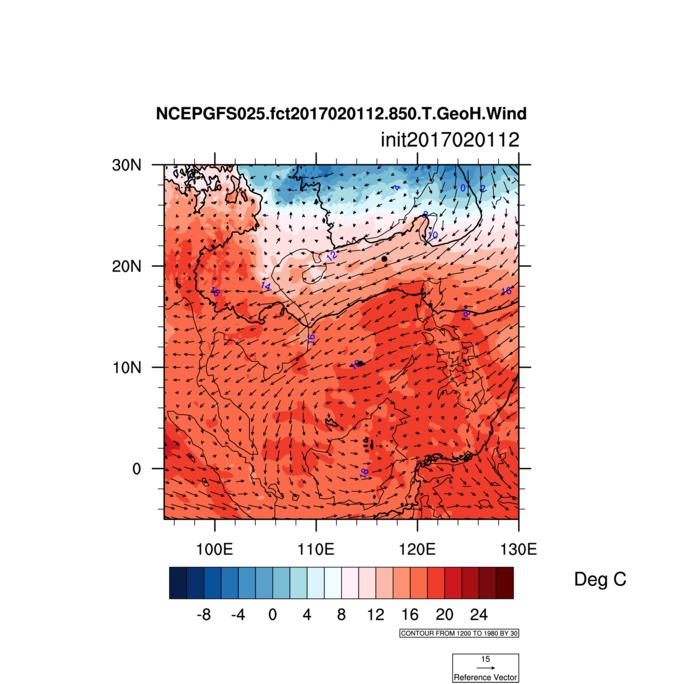 NCEPGFS025.fct2017020112.850.T.GeoH.Wind
init2017020112
30N
20N
10N
0
100E 110E 120E 130E
-8 -4 0 4 8 12 16 20 24
Deg C
CONTOUR FROM 1200 TO 1980 BY 30
15
Reference Vector